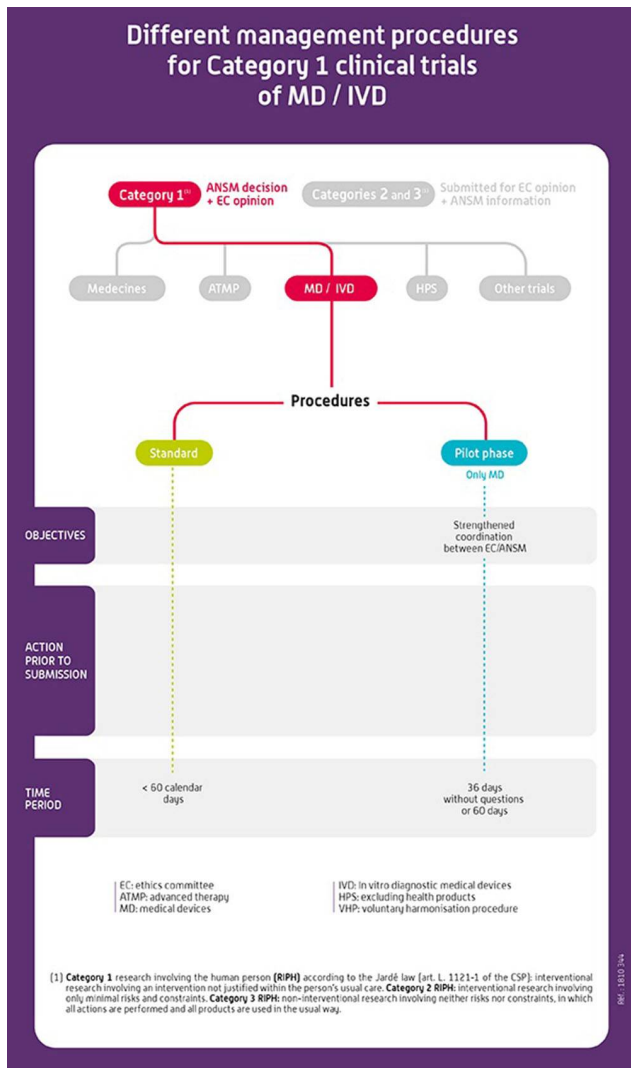 Different management procedures
for Category 1 clinical trials
of MD / IVD
Category 1(1)
ANSM decision
+ EC opinion
Categories 2 and 3(1)
Submitted for EC opinion
+ ANSM information
Medecines
ATMP
MD / IVD
HPS
Other trials
Procedures
Standard
Pilot phase
Only MD
OBJECTIVES
Strengthened
coordination
between EC/ANSM
ACTION
PRIOR TO
SUBMISSION
TIME
PERIOD
< 60 calendar
days
36 days
without questions
or 60 days
EC: ethics committee
ATMP: advanced therapy
MD: medical devices
IVD: In vitro diagnostic medical devices
HPS: excluding health products
VHP: voluntary harmonisation procedure
(1) Category 1 research involving the human person (RIPH) according to the Jardé law (art. L. 1121-1 of the CSP): interventional
research involving an intervention not justified within the person's usual care. Category 2 RIPH: interventional research involving
only minimal risks and constraints. Category 3 RIPH: non-interventional research involving neither risks nor constraints, in which
all actions are performed and all products are used in the usual way.
Réf.: 1810 344